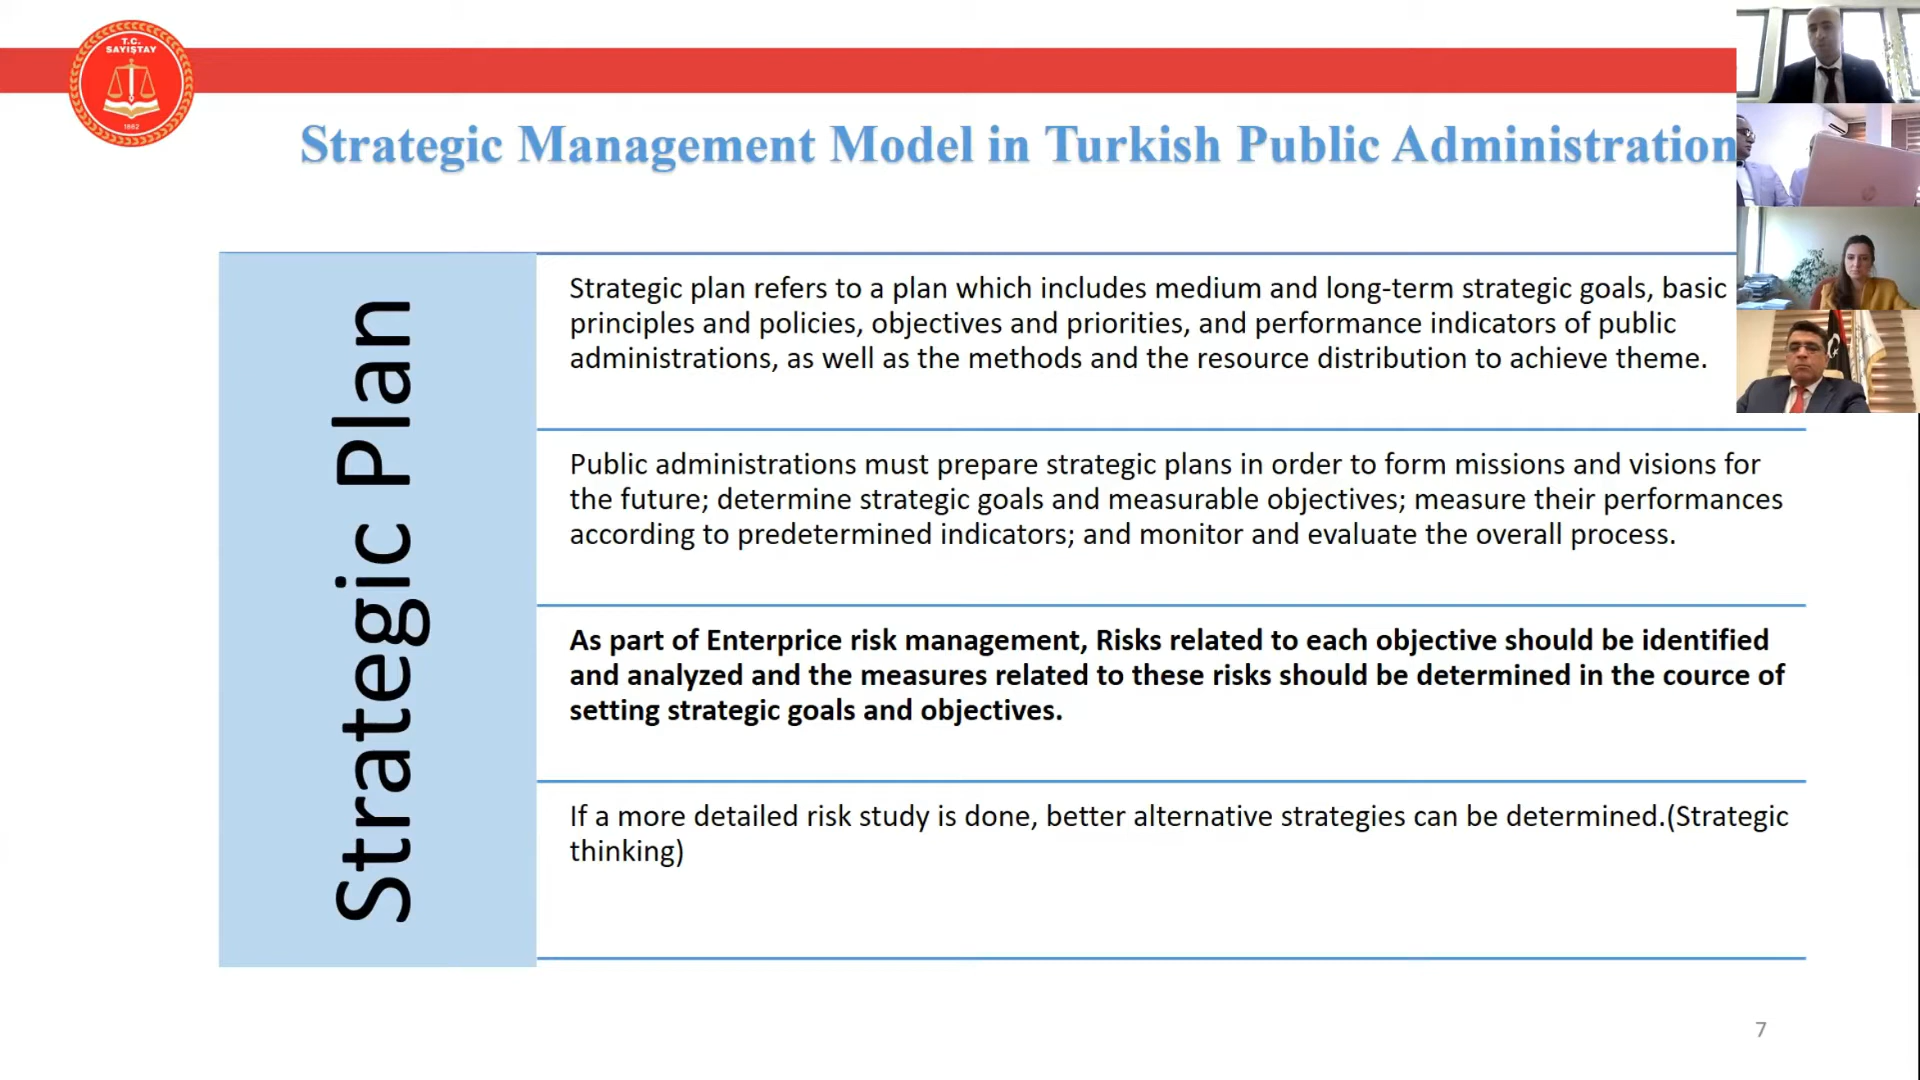 T.C.
SAYIŞTAY
1862
Strategic Management Model in Turkish Public Administration
Strategic Plan
Strategic plan refers to a plan which includes medium and long-term strategic goals, basic
principles and policies, objectives and priorities, and performance indicators of public
administrations, as well as the methods and the resource distribution to achieve theme.
Public administrations must prepare strategic plans in order to form missions and visions for
the future; determine strategic goals and measurable objectives; measure their performances
according to predetermined indicators; and monitor and evaluate the overall process.
As part of Enterprice risk management, Risks related to each objective should be identified
and analyzed and the measures related to these risks should be determined in the cource of
setting strategic goals and objectives.
If a more detailed risk study is done, better alternative strategies can be determined.(Strategic
thinking)
7